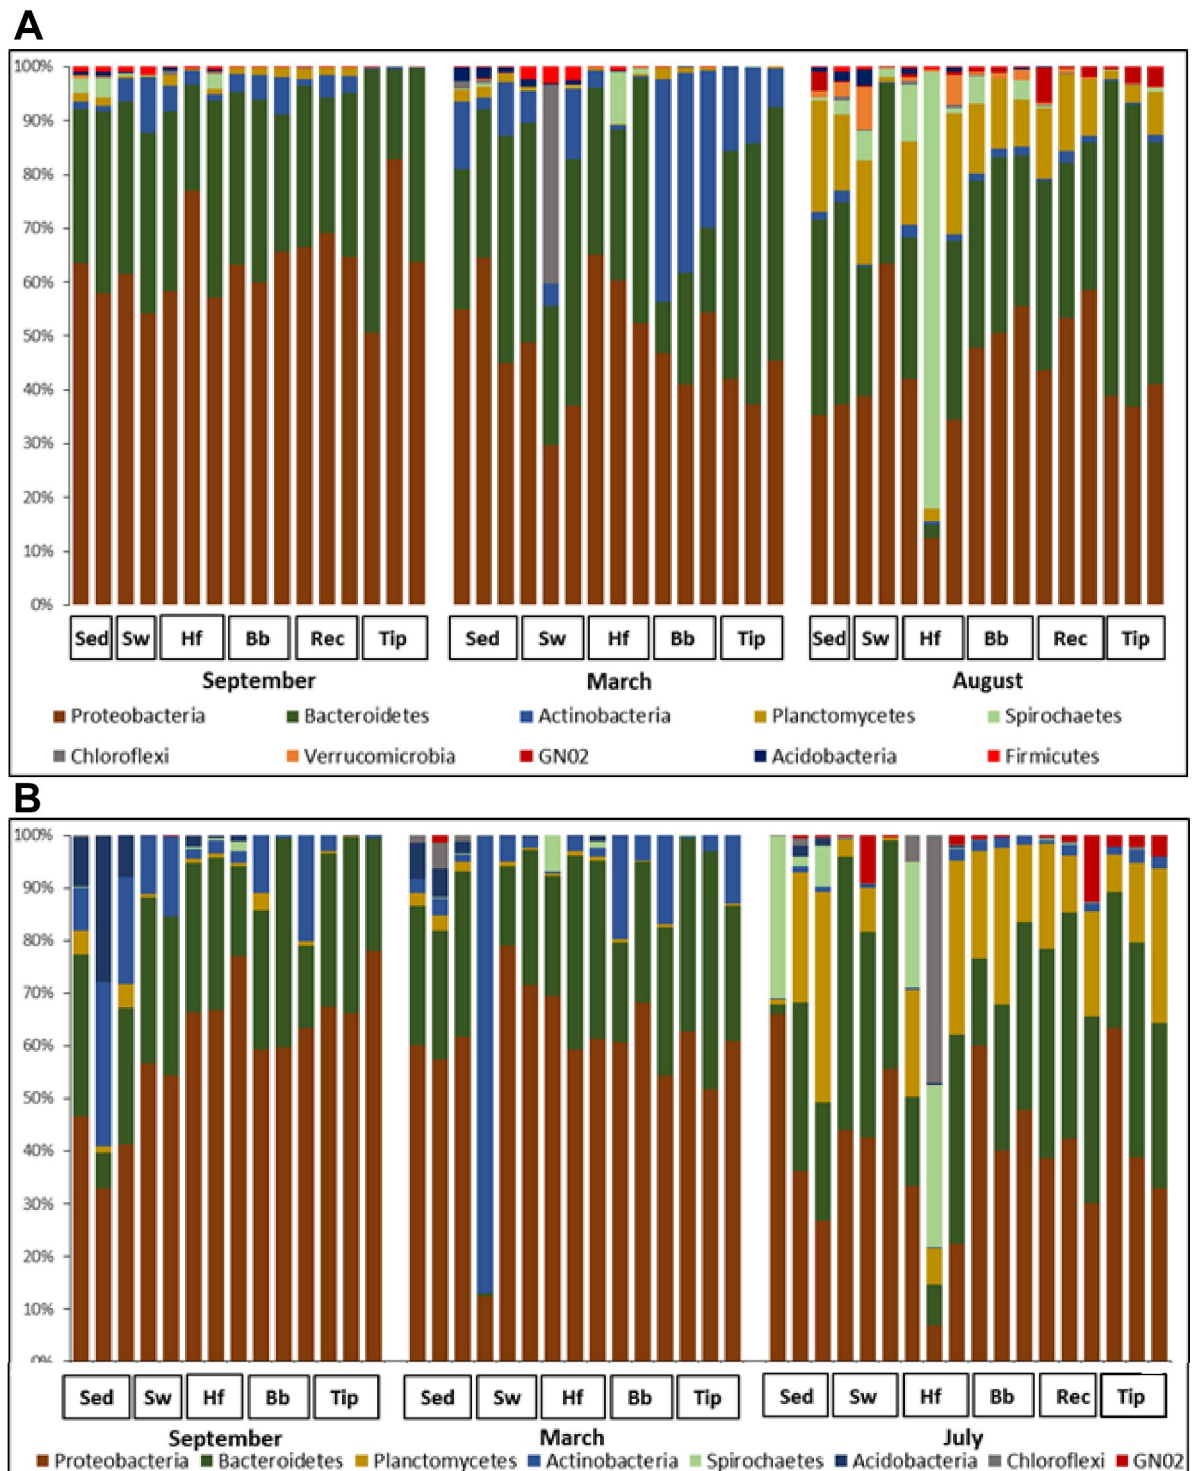 A
100%
90%
80%
70%
60%
50%
40%
30%
20%
10%
0%
Sed Sw Hf Bb Rec Tip Sed Sw Hf Bb Tip Sed Sw Hf Bb Rec Tip
September March August
Proteobacteria Bacteroidetes Actinobacteria Planctomycetes Spirochaetes
Chloroflexi Verrucomicrobia GN02 Acidobacteria Firmicutes
B
100%
90%
80%
70%
60%
50%
40%
30%
20%
10%
0%
Sed Sw Hf Bb Tip Sed Sw Hf Bb Tip Sed Sw Hf Bb Rec Tip
September March July
Proteobacteria Bacteroidetes Planctomycetes Actinobacteria Spirochaetes Acidobacteria Chloroflexi GN02